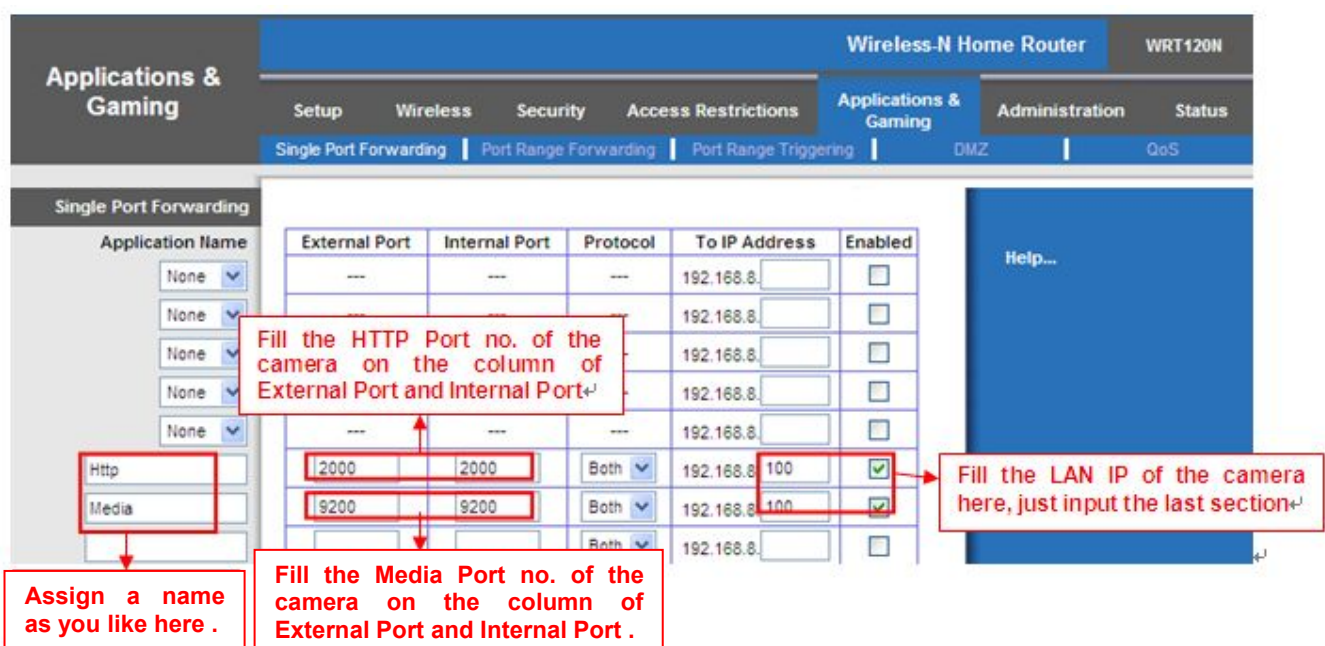 Wireless-N Home Router WRT120N
Applications &
Gaming
Setup Wireless Security Access Restrictions Applications & Gaming Administration Status
Single Port Forwarding Port Range Forwarding Port Range Triggering DMZ QoS
Single Port Forwarding
Application Name External Port Internal Port Protocol To IP Address Enabled
Help...
None --- --- --- 192.168.8.
None 192.168.8.
None 192.168.8.
None 192.168.8.
None --- --- --- 192.168.8.
Fill the HTTP Port no. of the
camera on the column of
External Port and Internal Port↵
Http 2000 2000 Both 192.168.8. 100
Media 9200 9200 Both 192.168.8. 100
Both 192.168.8.
Fill the LAN IP of the camera
here, just input the last section↵
↵
Assign a name
as you like here .
Fill the Media Port no. of the
camera on the column of
External Port and Internal Port .